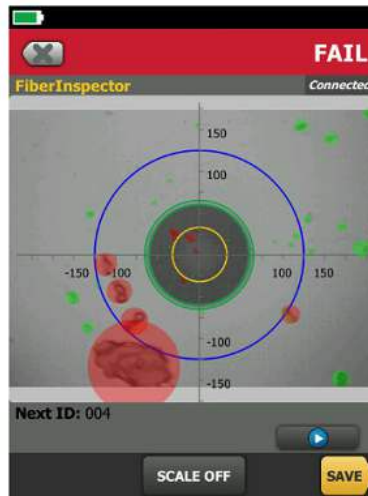 FAIL
FiberInspector
Connected
150
100
-150 -100
100 150
-100
-150
Next ID: 004
SCALE OFF
SAVE